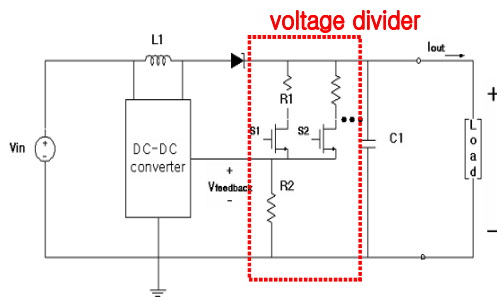 voltage divider
L1
Iout
R1
S1
S2
C1
Vin
DC-DC
converter
Load
+
Vfeedback
-
R2
+
-
+
-